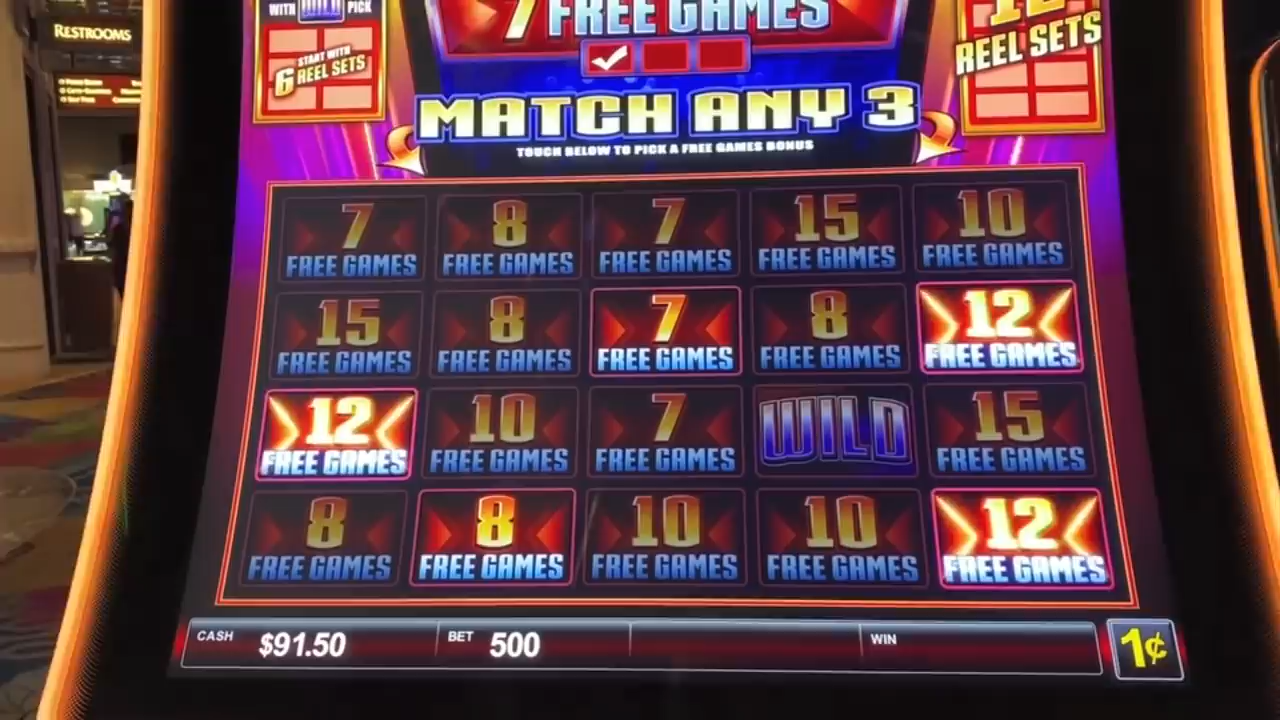 RESTROOMS
WITH WILD PICK
START WITH
6 REEL SETS
7 FREE GAMES
REEL SETS
MATCH ANY 3
TOUCH BELOW TO PICK A FREE GAMES BONUS
7 8 7 15 10
FREE GAMES FREE GAMES FREE GAMES FREE GAMES FREE GAMES
15 8 7 8 12
FREE GAMES FREE GAMES FREE GAMES FREE GAMES FREE GAMES
12 10 7 WILD 15
FREE GAMES FREE GAMES FREE GAMES FREE GAMES
8 8 10 10 12
FREE GAMES FREE GAMES FREE GAMES FREE GAMES FREE GAMES
CASH $91.50 BET 500 WIN 1¢